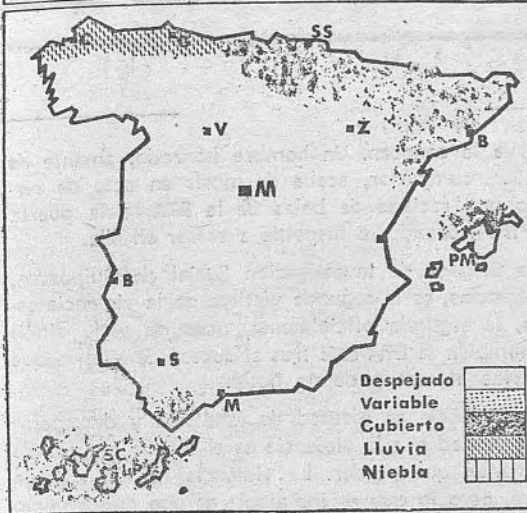 SS
V
Z
B
M
PM
B
S
M
SC
LP
Despejado
Variable
Cubierto
Lluvia
Niebla